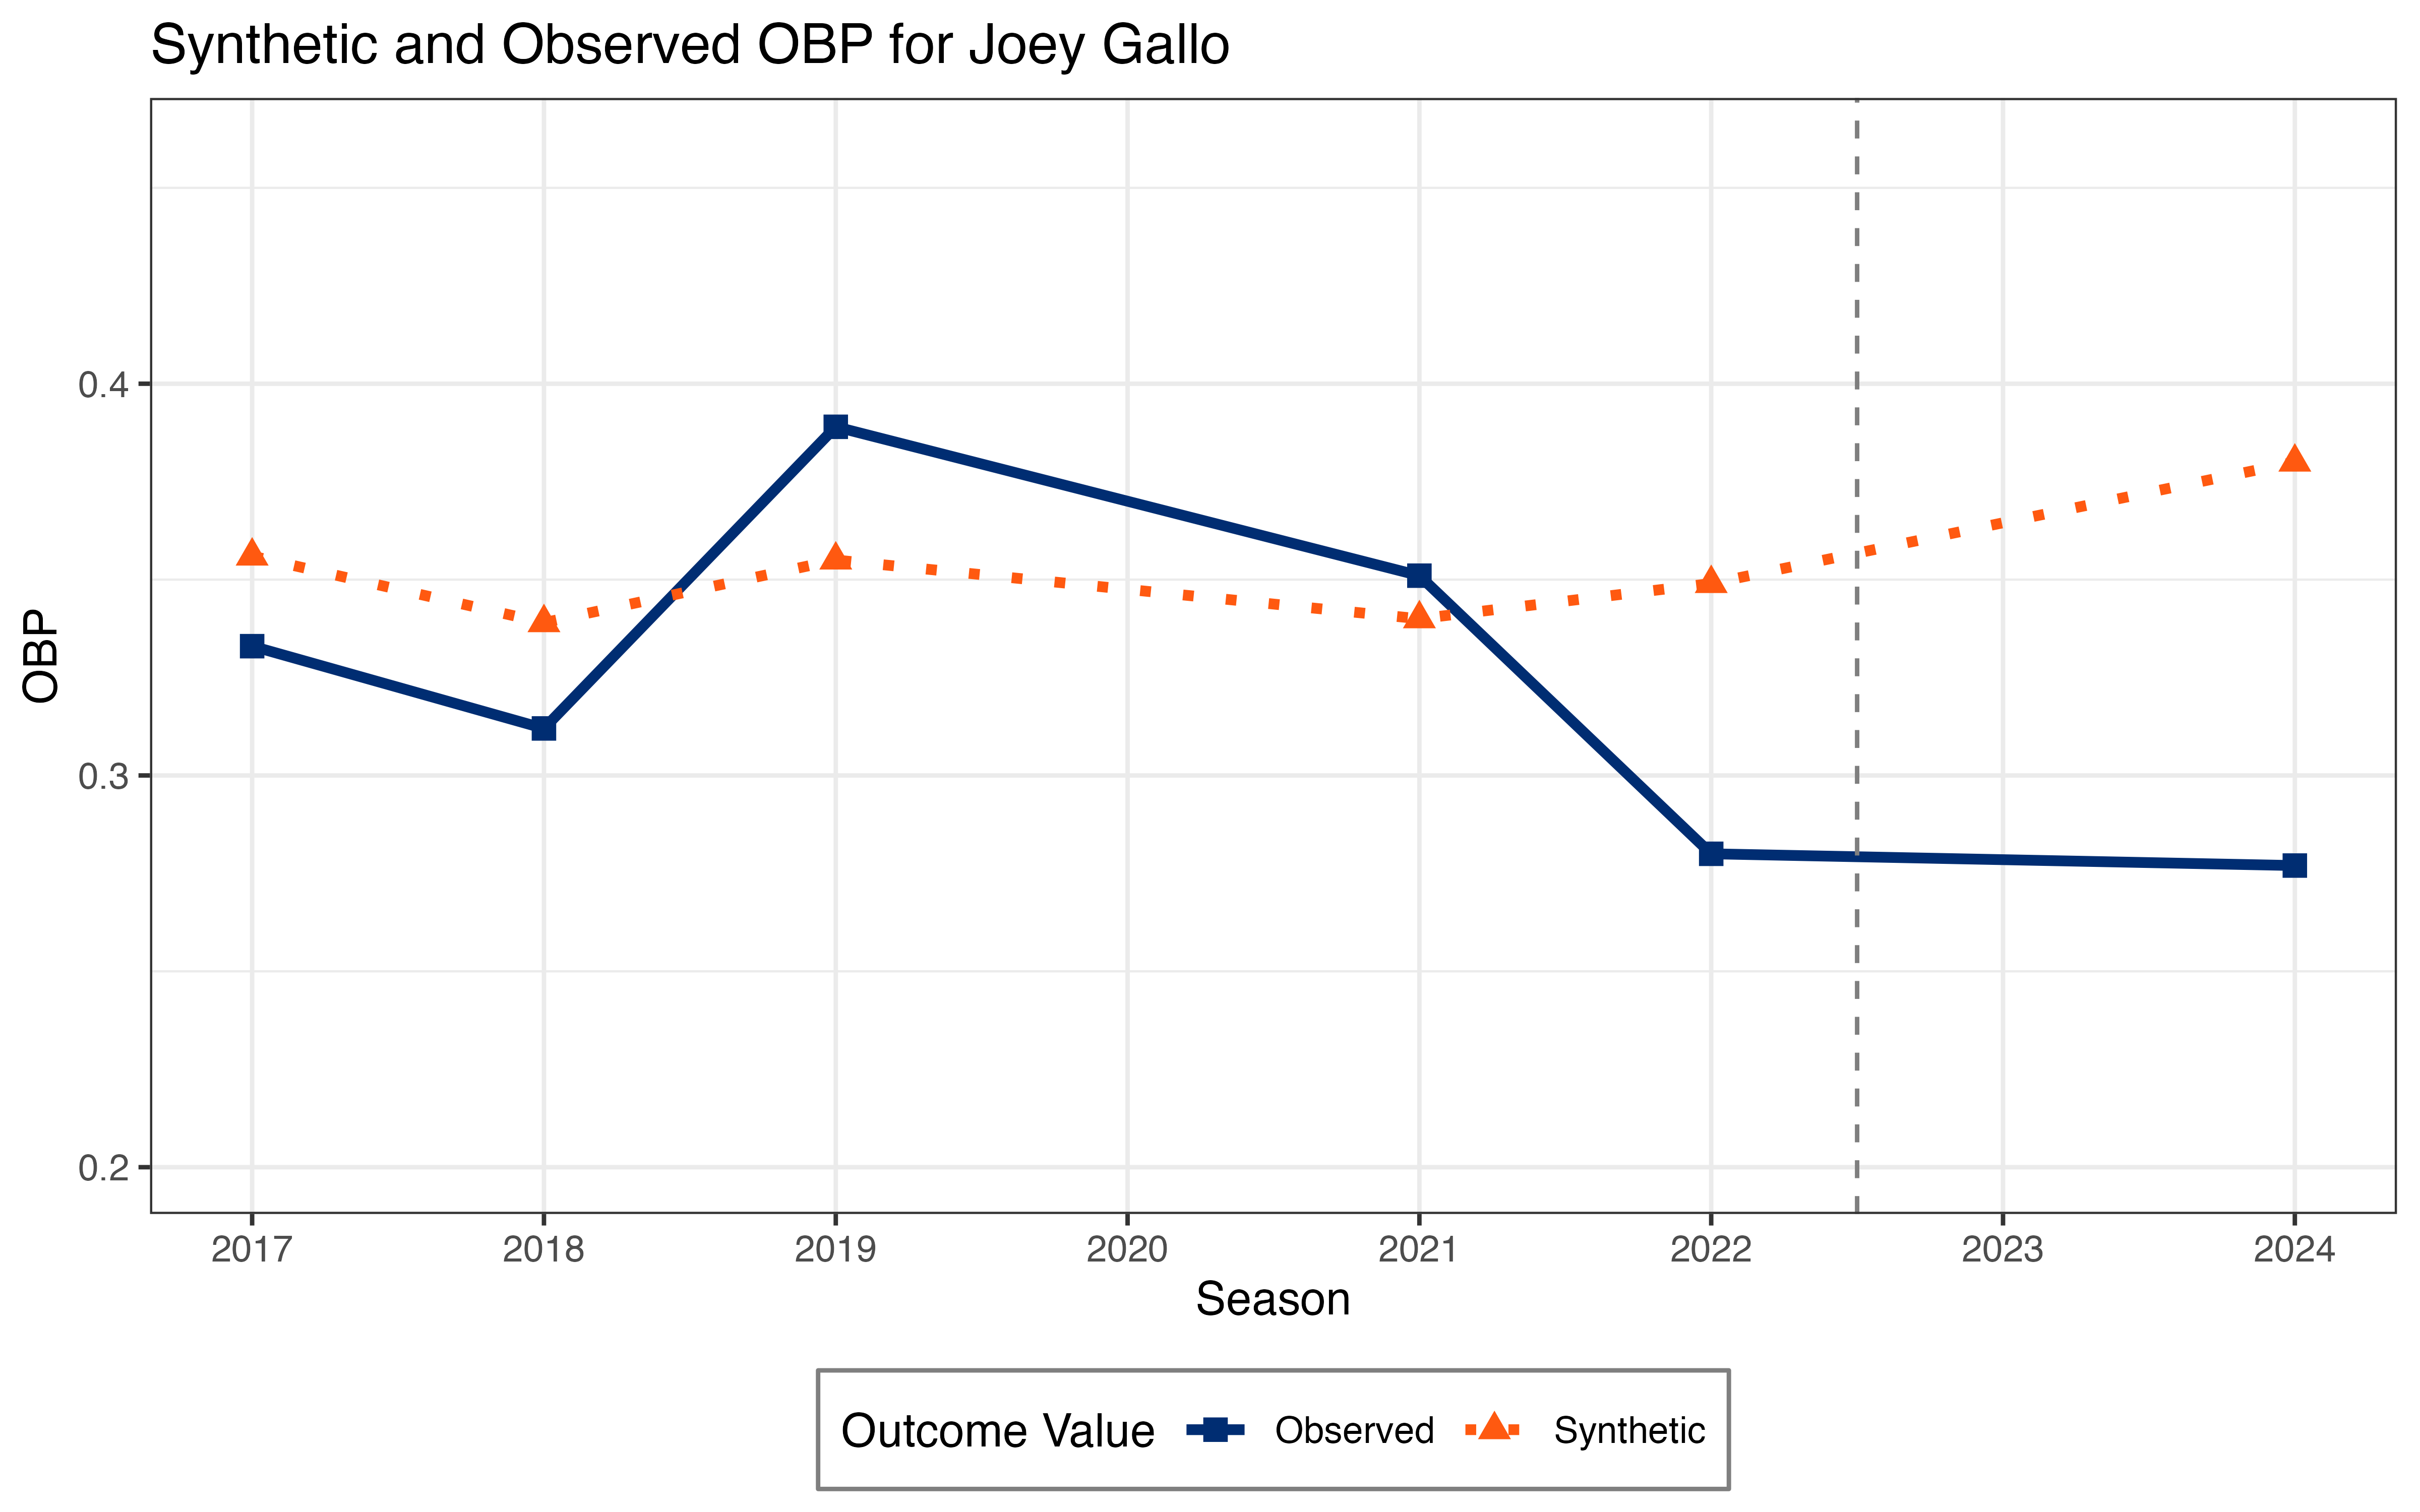 Synthetic and Observed OBP for Joey Gallo
OBP
0.4
0.3
0.2
2017 2018 2019 2020 2021 2022 2023 2024
Season
Outcome Value Observed Synthetic